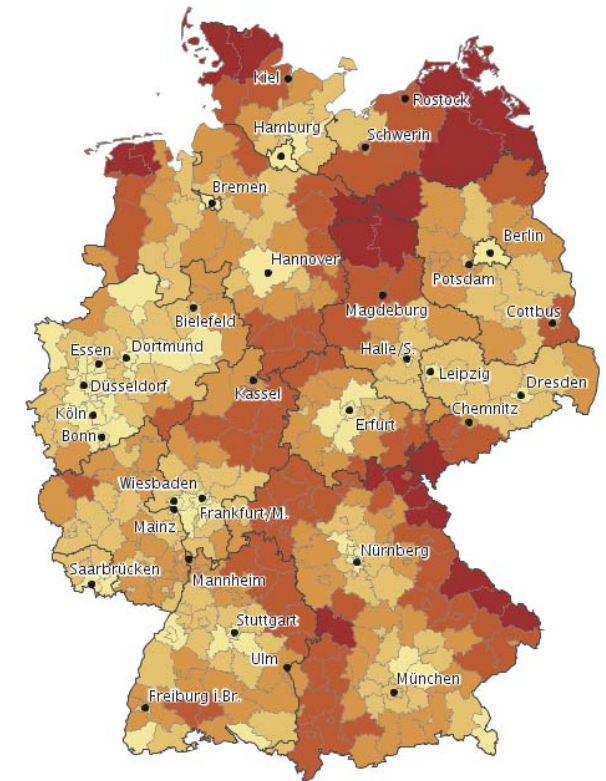 Kiel
Rostock
Hamburg
Schwerin
Bremen
Berlin
Hannover
Potsdam
Magdeburg
Bielefeld
Cottbus
Essen
Dortmund
Halle/S.
Leipzig
Düsseldorf
Dresden
Kassel
Köln
Chemnitz
Erfurt
Bonn
Wiesbaden
Frankfurt/M.
Mainz
Nürnberg
Saarbrücken
Mannheim
Stuttgart
Ulm
München
Freiburg i.Br.